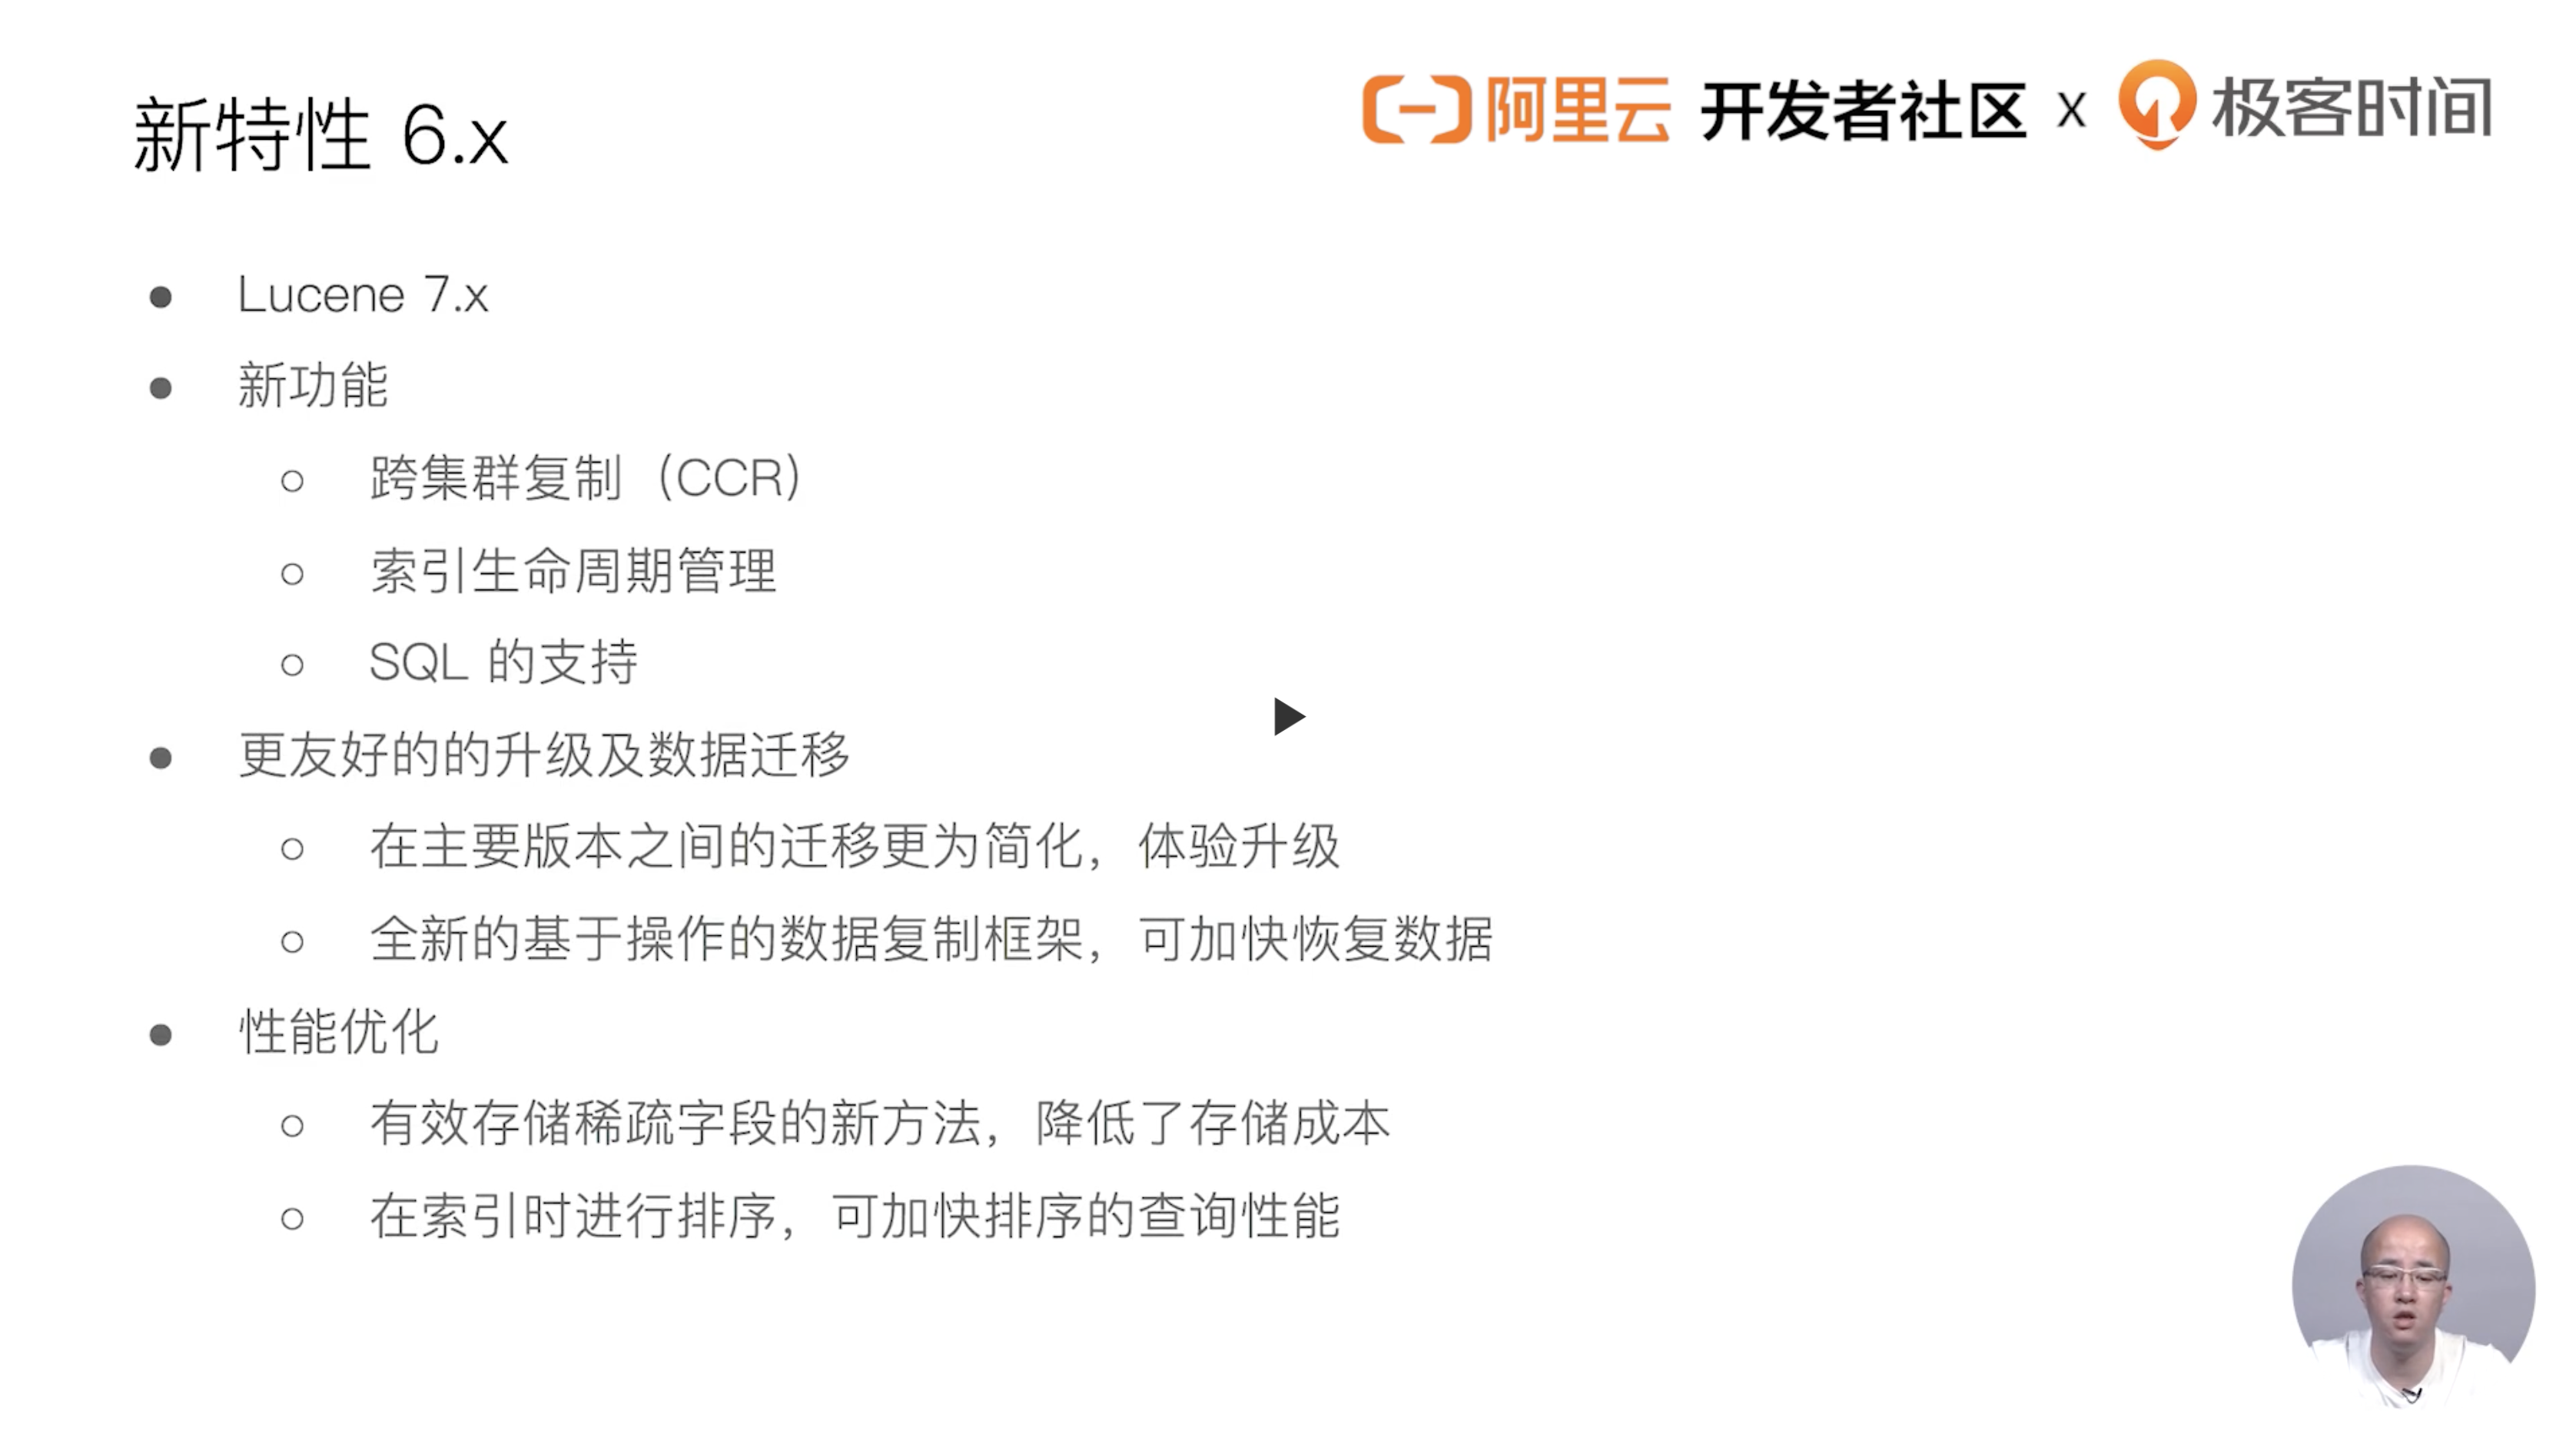 阿里云 开发者社区 x 极客时间
新特性 6.x
● Lucene 7.x
● 新功能
○ 跨集群复制（CCR）
○ 索引生命周期管理
○ SQL 的支持
● 更友好的的升级及数据迁移
○ 在主要版本之间的迁移更为简化，体验升级
○ 全新的基于操作的数据复制框架，可加快恢复数据
● 性能优化
○ 有效存储稀疏字段的新方法，降低了存储成本
○ 在索引时进行排序，可加快排序的查询性能